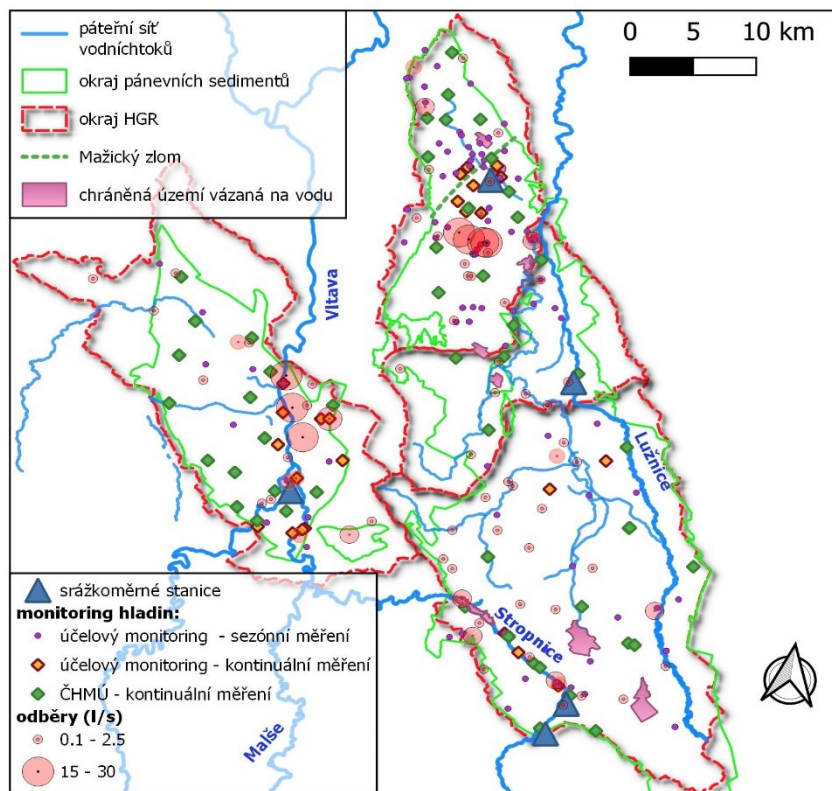 páteřní síť
vodníchtoků
okraj pánevních sedimentů
okraj HGR
Mažický zlom
chráněná území vázaná na vodu
0 5 10 km
Vltava
Lužnice
Stropnice
Malše
srážkoměrné stanice
monitoring hladin:
účelový monitoring - sezónní měření
účelový monitoring - kontinuální měření
ČHMÚ - kontinuální měření
odběry (l/s)
0.1 - 2.5
15 - 30